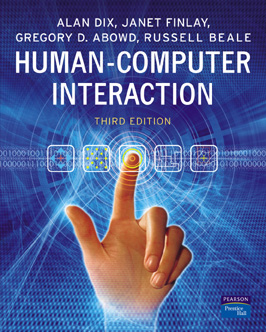 ALAN DIX, JANET FINLAY,
GREGORY D. ABOWD, RUSSELL BEALE
HUMAN-COMPUTER
INTERACTION
THIRD EDITION
PEARSON
Prentice
Hall